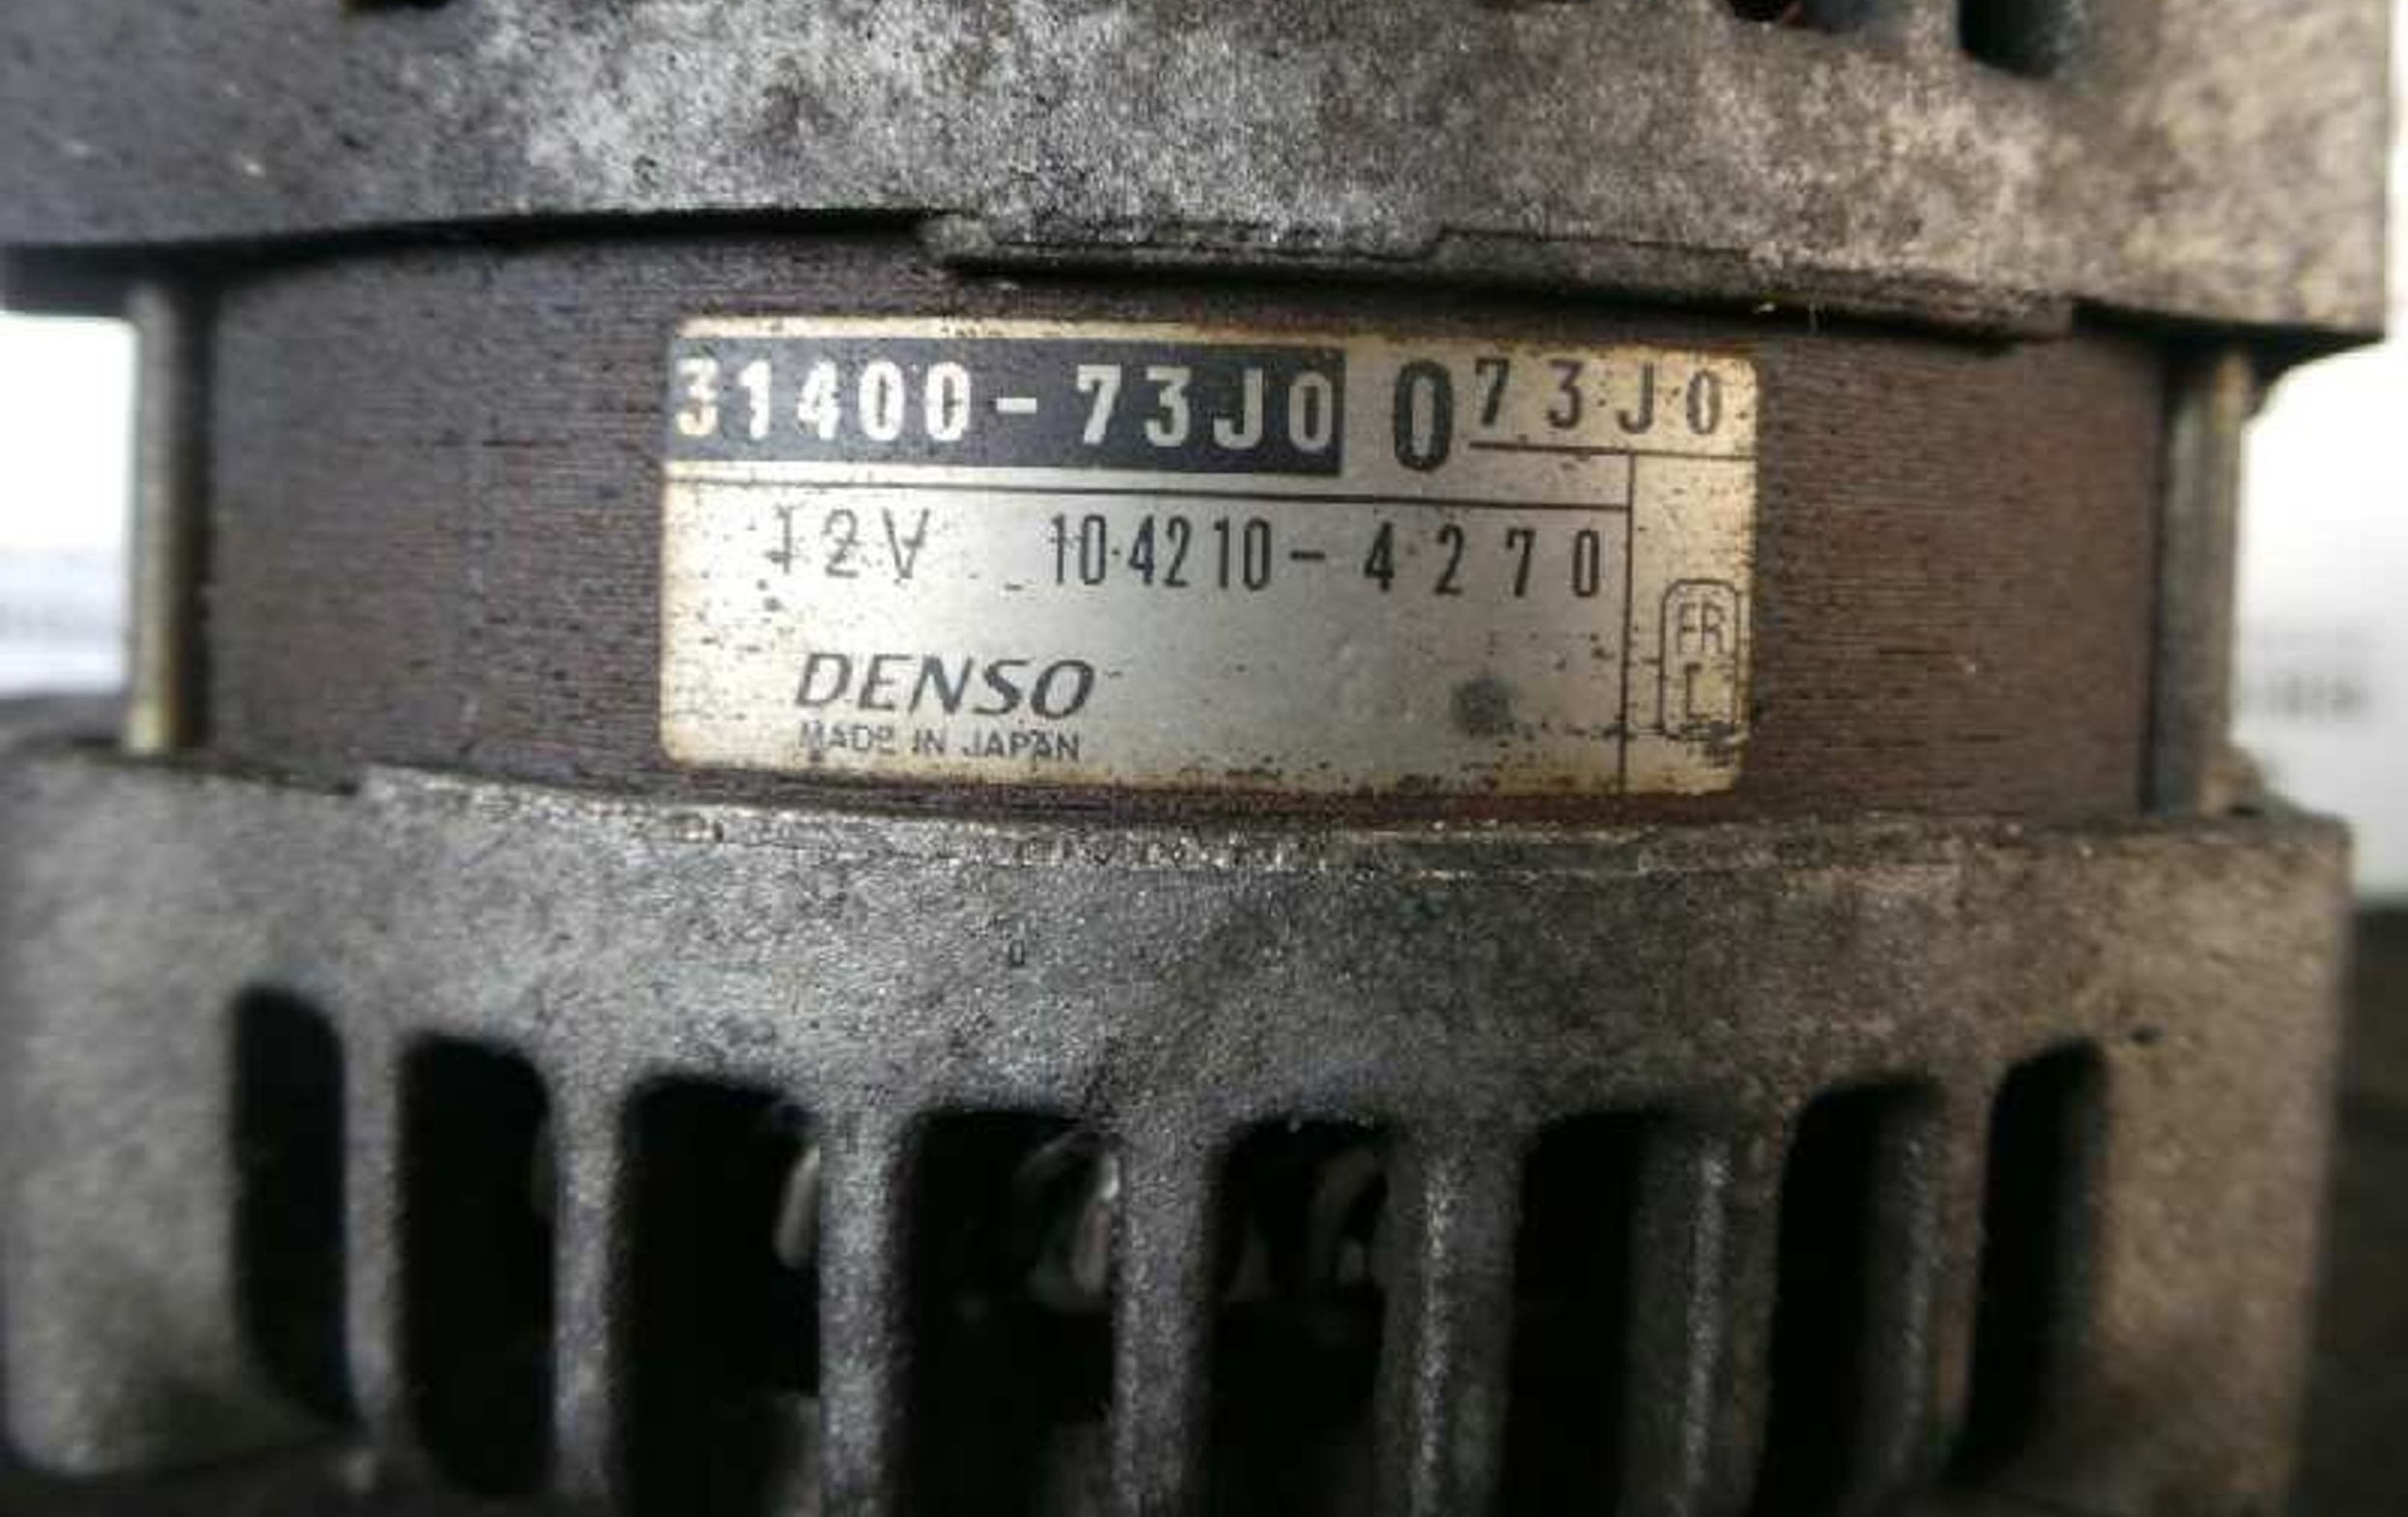 31400-73J0 0 73J0
12V 104210-4270
FR
L
DENSO
MADE IN JAPAN